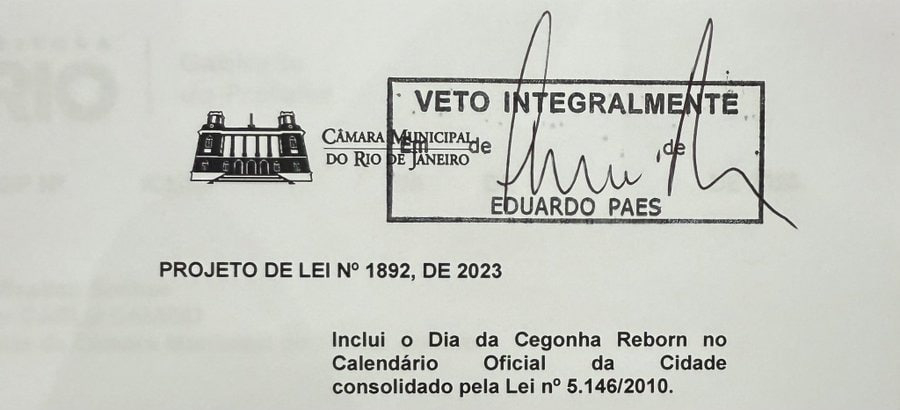 RIO
VETO INTEGRALMENTE
CÂMARA MUNICIPAL
DO RIO DE JANEIRO
Em de de
EDUARDO PAES
PROJETO DE LEI Nº 1892, DE 2023
Inclui o Dia da Cegonha Reborn no
Calendário Oficial da Cidade
consolidado pela Lei nº 5.146/2010.